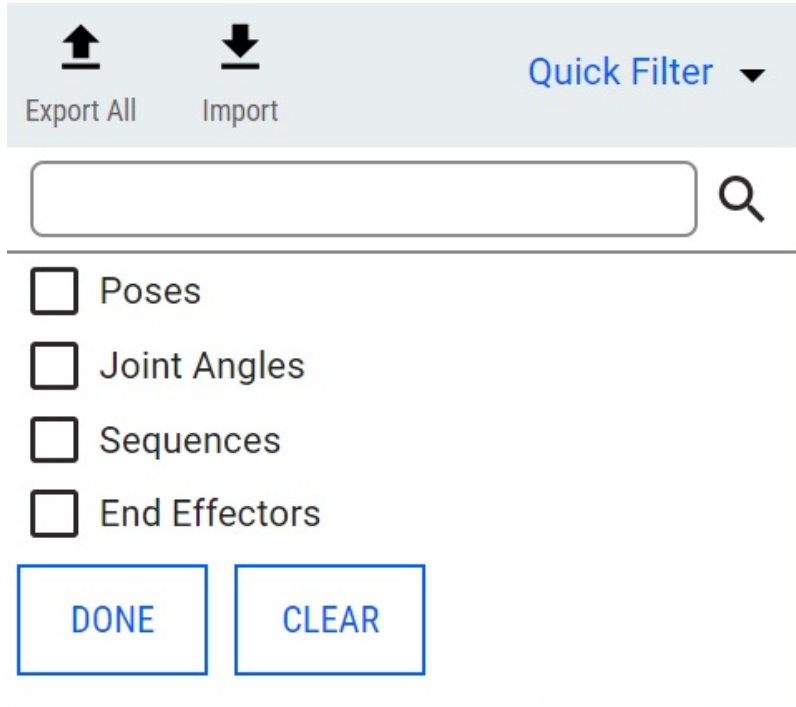 Export All Import Quick Filter
Poses
Joint Angles
Sequences
End Effectors
DONE CLEAR